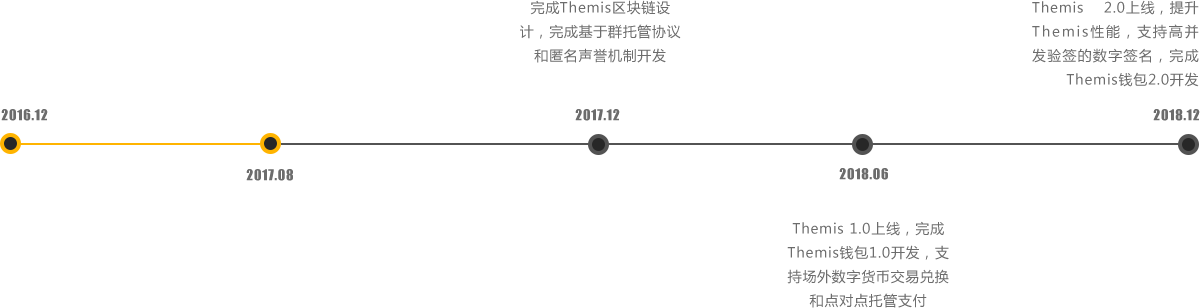 完成Themis区块链设
计，完成基于群托管协议
和匿名声誉机制开发
Themis 2.0上线，提升
Themis性能，支持高并
发验签的数字签名，完成
Themis钱包2.0开发
2016.12
2017.12
2018.12
2017.08
2018.06
Themis 1.0上线，完成
Themis钱包1.0开发，支
持场外数字货币交易兑换
和点对点托管支付